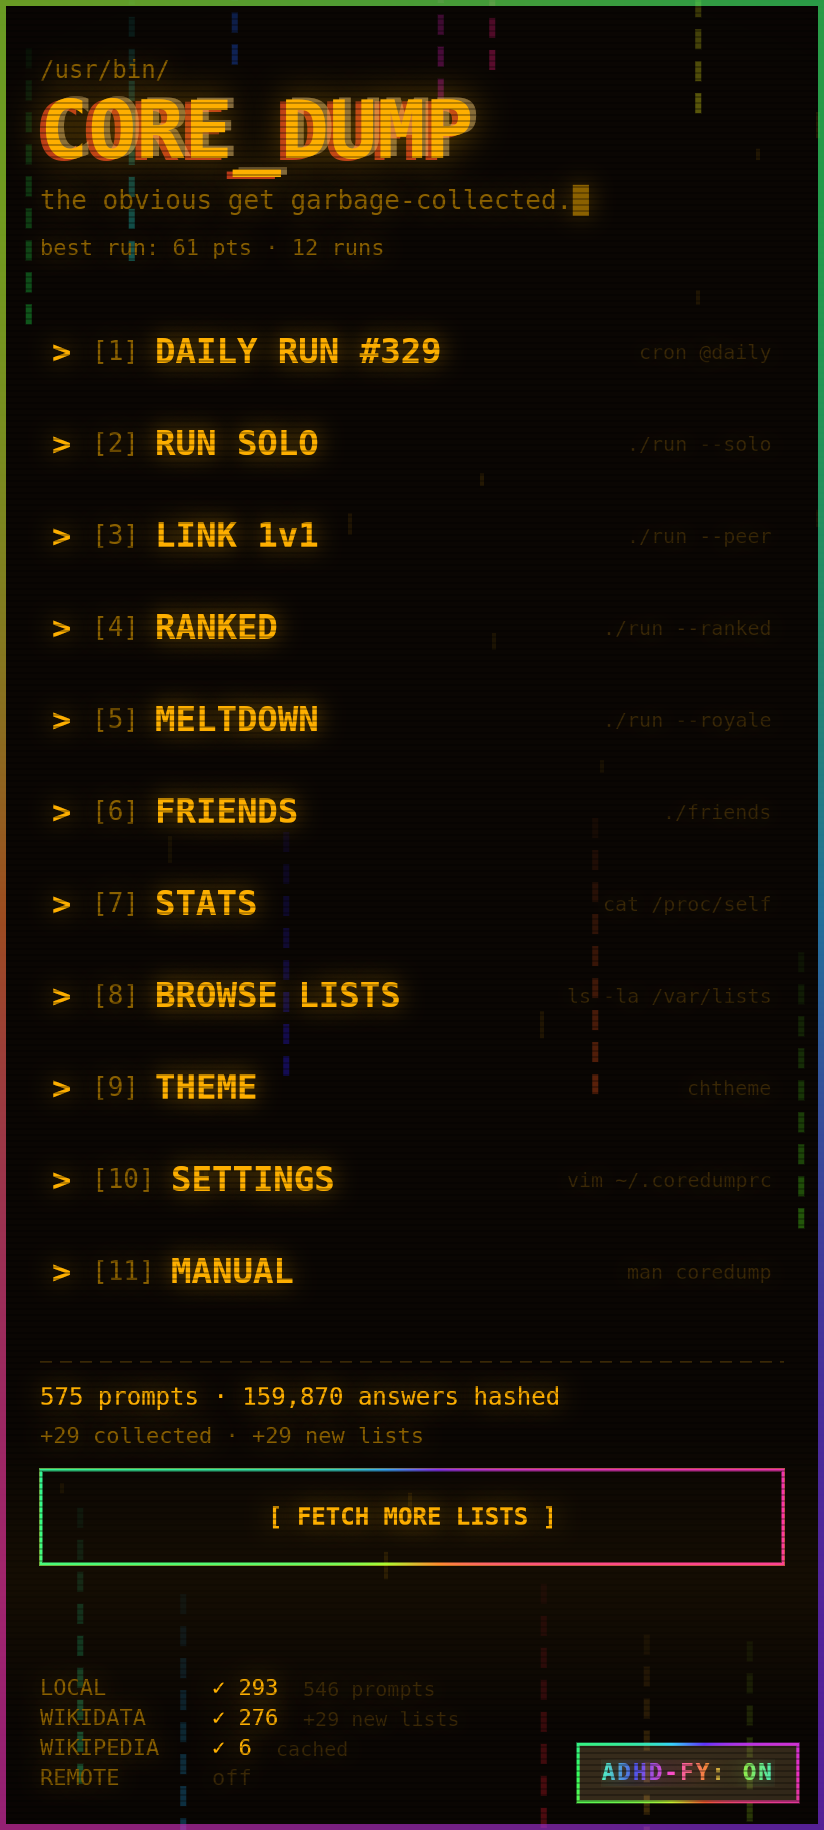 /usr/bin/
CORE_DUMP
the obvious get garbage-collected.
best run: 61 pts · 12 runs
> [1] DAILY RUN #329 cron @daily
> [2] RUN SOLO ./run --solo
> [3] LINK 1v1 ./run --peer
> [4] RANKED ./run --ranked
> [5] MELTDOWN ./run --royale
> [6] FRIENDS ./friends
> [7] STATS cat /proc/self
> [8] BROWSE LISTS ls -la /var/lists
> [9] THEME chtheme
> [10] SETTINGS vim ~/.coredumprc
> [11] MANUAL man coredump
575 prompts · 159,870 answers hashed
+29 collected · +29 new lists
[ FETCH MORE LISTS ]
LOCAL ✓ 293 546 prompts
WIKIDATA ✓ 276 +29 new lists
WIKIPEDIA ✓ 6 cached
REMOTE off
ADHD-FY: ON